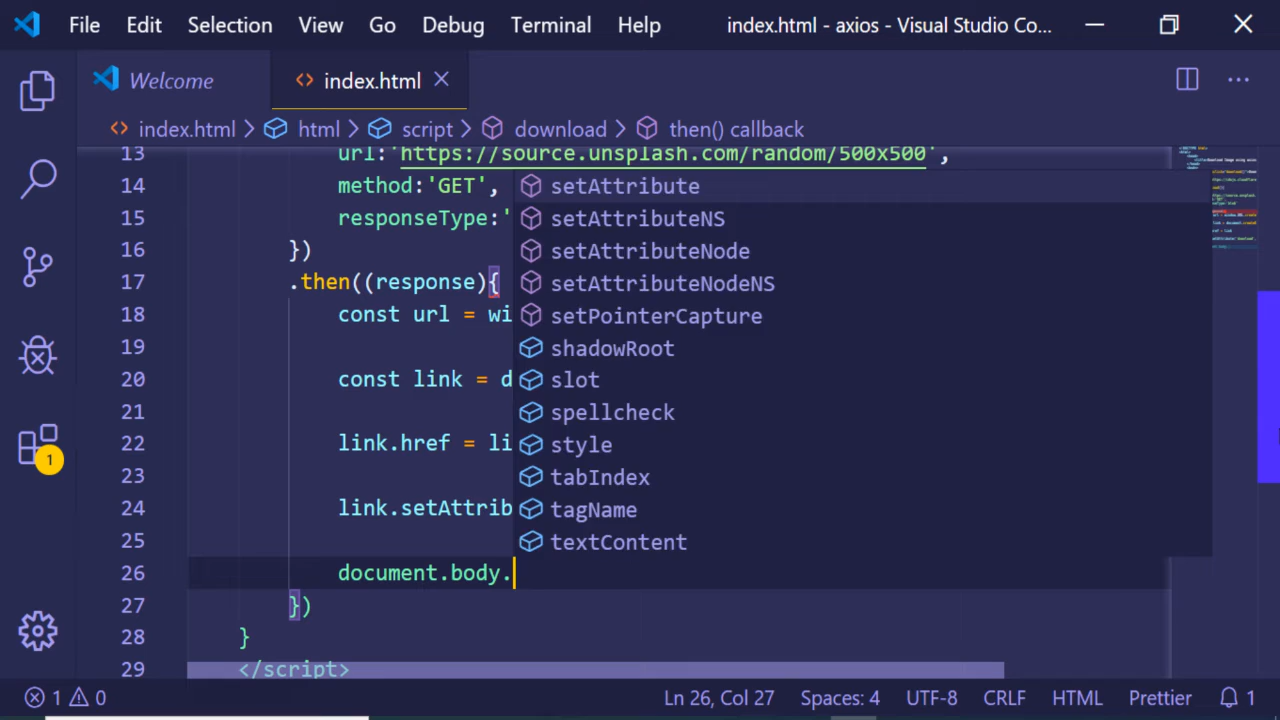 File Edit Selection View Go Debug Terminal Help index.html - axios - Visual Studio Co...
Welcome index.html
index.html > html > script > download > then() callback
13 url:'https://source.unsplash.com/random/500x500',
14 method:'GET',
15 responseType:'
16 })
17 .then((response){
18 const url = wi
19
20 const link = d
21
22 link.href = li
23
24 link.setAttrib
25
26 document.body.
27 })
28 }
29 </script>
setAttribute
setAttributeNS
setAttributeNode
setAttributeNodeNS
setPointerCapture
shadowRoot
slot
spellcheck
style
tabIndex
tagName
textContent
1
1 0 Ln 26, Col 27 Spaces: 4 UTF-8 CRLF HTML Prettier 1